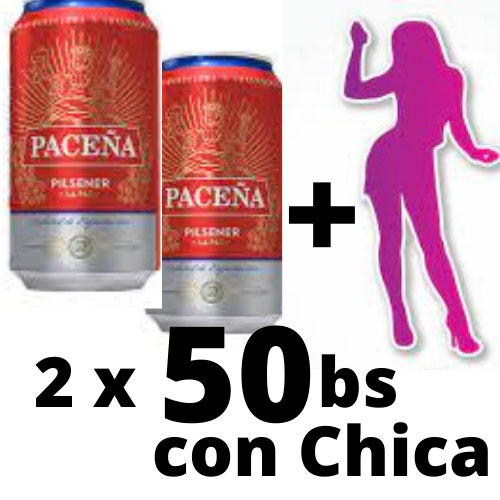 PACEÑA
PILSENER
PACEÑA
PILSENER
+
2 x 50bs
con Chica